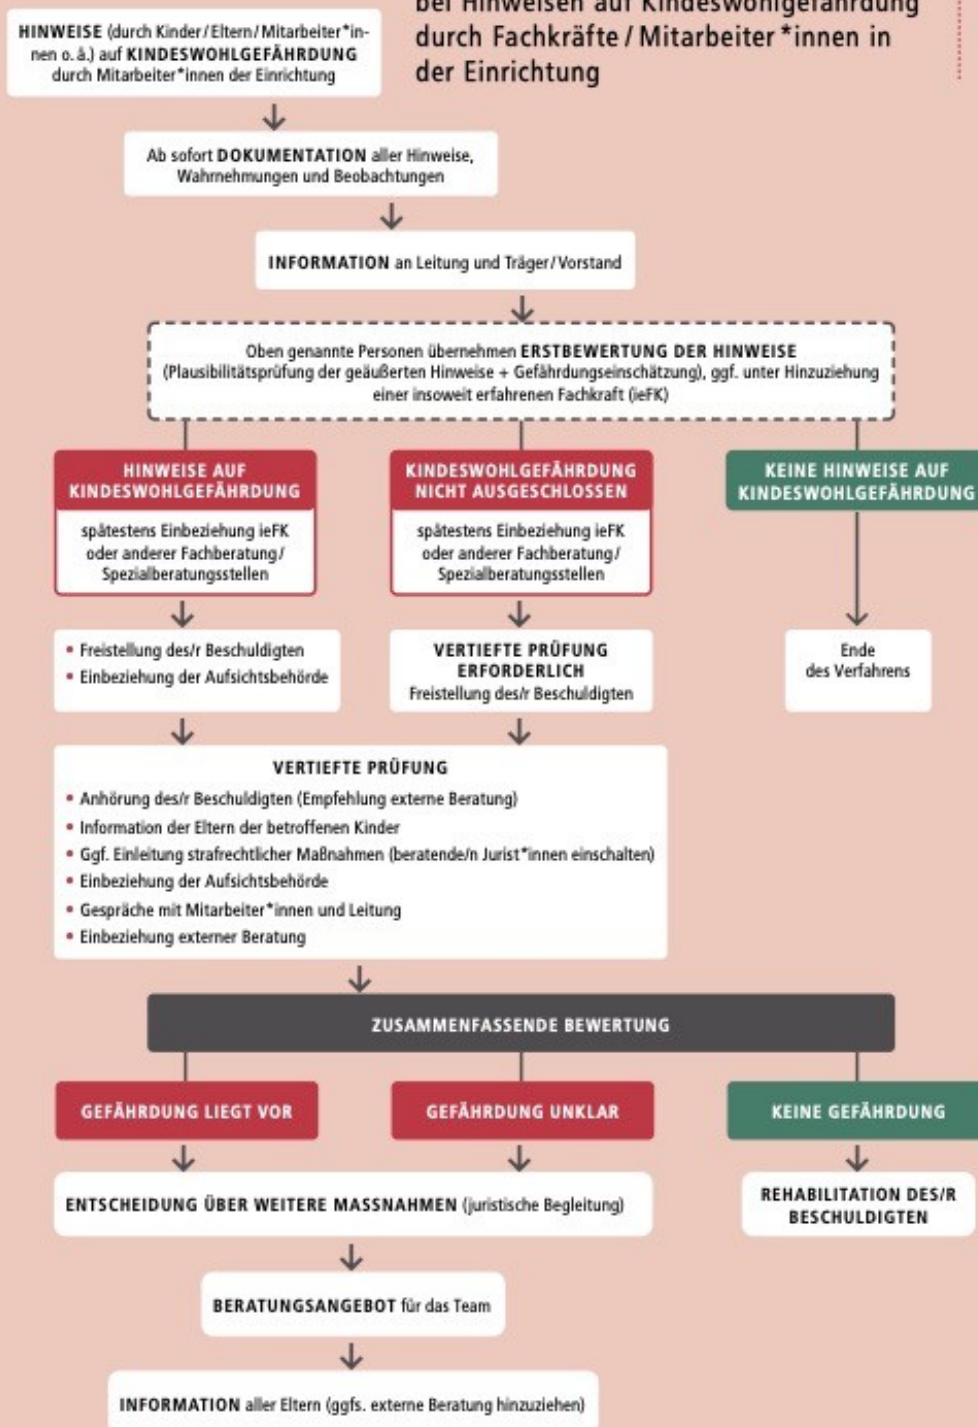 bei Hinweisen auf Kindeswohlgefährdung
durch Fachkräfte / Mitarbeiter *innen in
der Einrichtung
HINWEISE (durch Kinder / Eltern / Mitarbeiter*in-
nen o. ä.) auf KINDESWOHLGEFÄHRDUNG
durch Mitarbeiter*innen der Einrichtung
Ab sofort DOKUMENTATION aller Hinweise,
Wahrnehmungen und Beobachtungen
INFORMATION an Leitung und Träger / Vorstand
Oben genannte Personen übernehmen ERSTBEWERTUNG DER HINWEISE
(Plausibilitätsprüfung der geäußerten Hinweise + Gefährdungseinschätzung), ggf. unter Hinzuziehung
einer insoweit erfahrenen Fachkraft (ieFK)
HINWEISE AUF
KINDESWOHLGEFÄHRDUNG
spätestens Einbeziehung ieFK
oder anderer Fachberatung /
Spezialberatungsstellen
KINDESWOHLGEFÄHRDUNG
NICHT AUSGESCHLOSSEN
spätestens Einbeziehung ieFK
oder anderer Fachberatung /
Spezialberatungsstellen
KEINE HINWEISE AUF
KINDESWOHLGEFÄHRDUNG
• Freistellung des/r Beschuldigten
• Einbeziehung der Aufsichtsbehörde
VERTIEFTE PRÜFUNG
ERFORDERLICH
Freistellung des/r Beschuldigten
Ende
des Verfahrens
VERTIEFTE PRÜFUNG
• Anhörung des/r Beschuldigten (Empfehlung externe Beratung)
• Information der Eltern der betroffenen Kinder
• Ggf. Einleitung strafrechtlicher Maßnahmen (beratende/n Jurist*innen einschalten)
• Einbeziehung der Aufsichtsbehörde
• Gespräche mit Mitarbeiter*innen und Leitung
• Einbeziehung externer Beratung
ZUSAMMENFASSENDE BEWERTUNG
GEFÄHRDUNG LIEGT VOR
GEFÄHRDUNG UNKLAR
KEINE GEFÄHRDUNG
ENTSCHEIDUNG ÜBER WEITERE MASSNAHMEN (juristische Begleitung)
REHABILITATION DES/R
BESCHULDIGTEN
BERATUNGSANGEBOT für das Team
INFORMATION aller Eltern (ggfs. externe Beratung hinzuziehen)